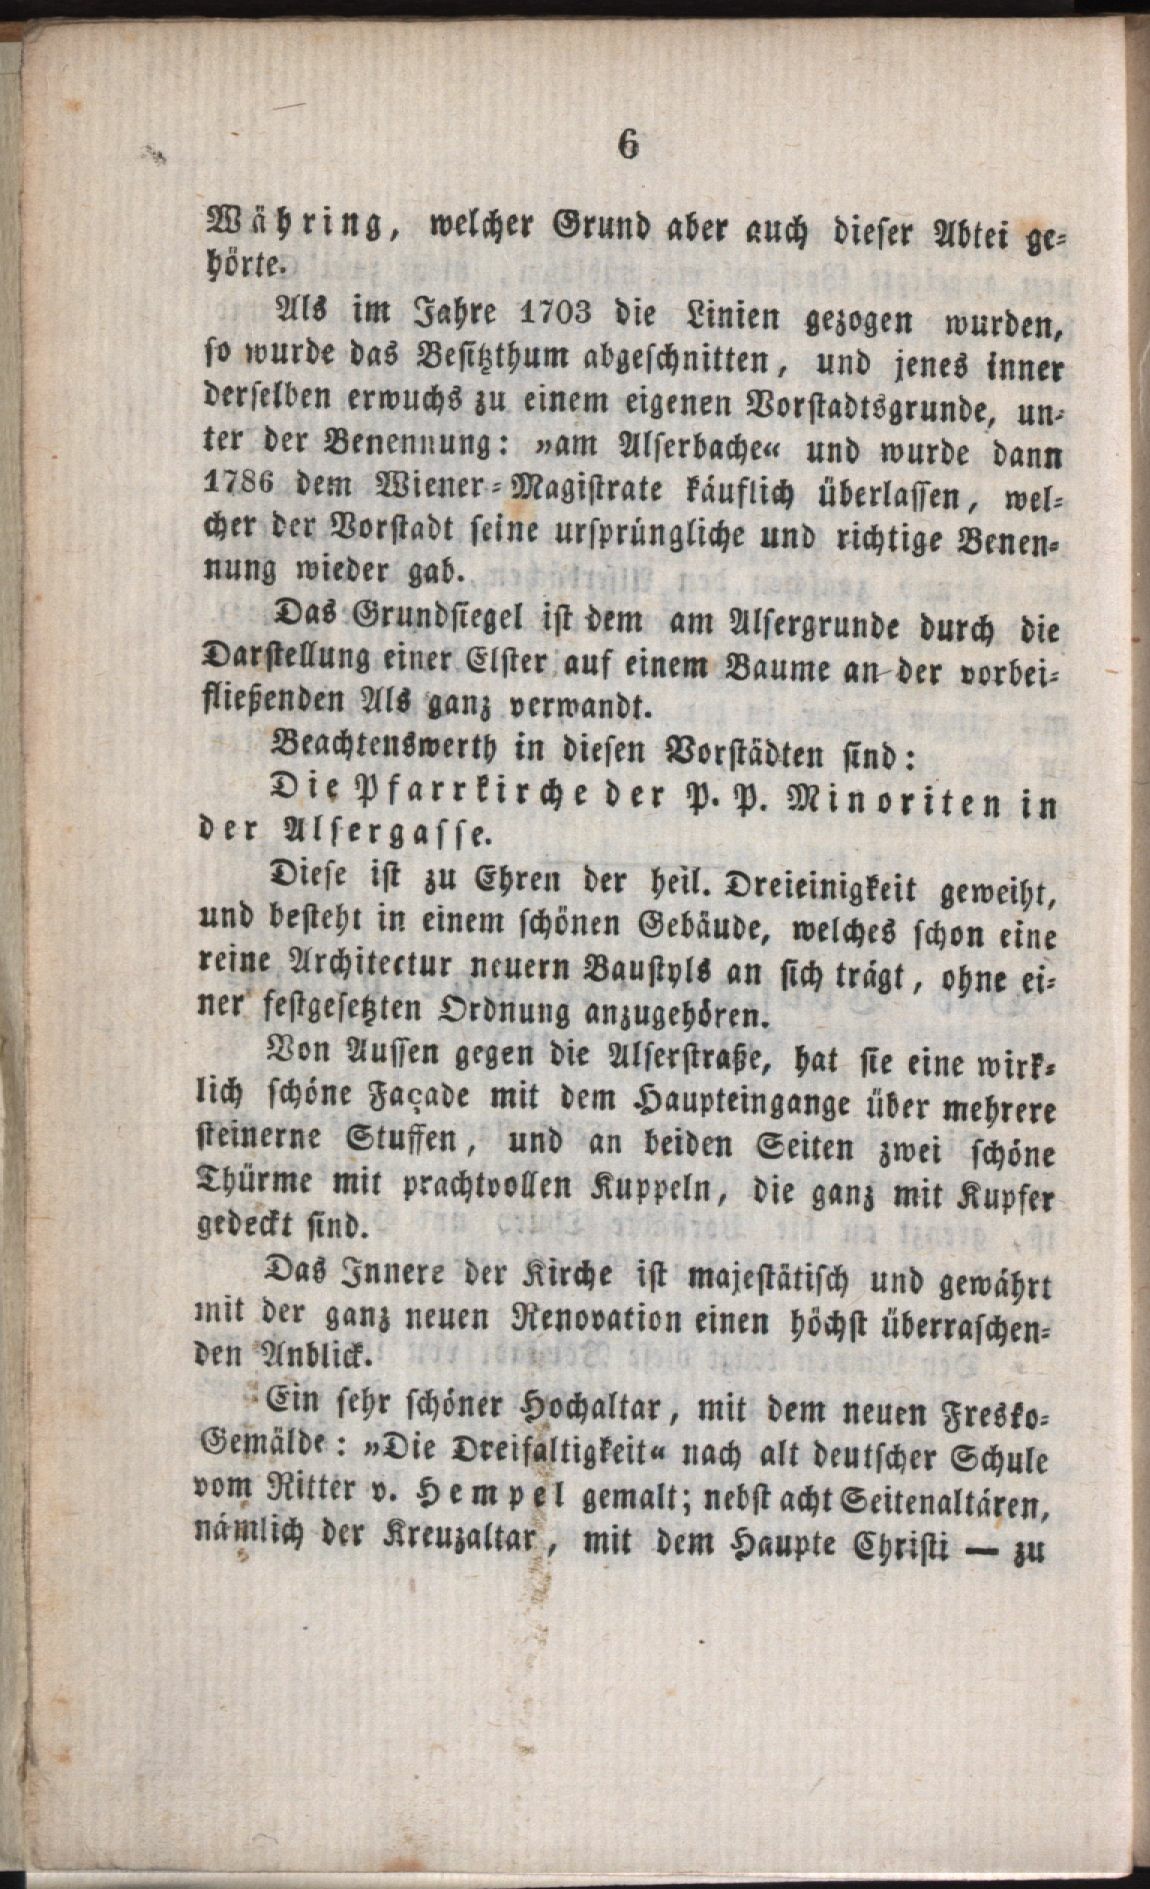 6
Währing, welcher Grund aber auch dieser Abtei ge-
hörte.
Als im Jahre 1703 die Linien gezogen wurden,
so wurde das Besitzthum abgeschnitten, und jenes inner
derselben erwuchs zu einem eigenen Vorstadtsgrunde, un-
ter der Benennung: »am Alserbache« und wurde dann
1786 dem Wiener-Magistrate käuflich überlassen, wel-
cher der Vorstadt seine ursprüngliche und richtige Benen-
nung wieder gab.
Das Grundsiegel ist dem am Alsergrunde durch die
Darstellung einer Elster auf einem Baume an der vorbei-
fließenden Als ganz verwandt.
Beachtenswerth in diesen Vorstädten sind:
Die Pfarrkirche der P. P. Minoriten in
der Alsergasse.
Diese ist zu Ehren der heil. Dreieinigkeit geweiht,
und besteht in einem schönen Gebäude, welches schon eine
reine Architectur neuern Baustyls an sich trägt, ohne ei-
ner festgesetzten Ordnung anzugehören.
Von Aussen gegen die Alserstraße, hat sie eine wirk-
lich schöne Façade mit dem Haupteingange über mehrere
steinerne Stuffen, und an beiden Seiten zwei schöne
Thürme mit prachtvollen Kuppeln, die ganz mit Kupfer
gedeckt sind.
Das Innere der Kirche ist majestätisch und gewährt
mit der ganz neuen Renovation einen höchst überraschen-
den Anblick.
Ein sehr schöner Hochaltar, mit dem neuen Fresko-
Gemälde: »Die Dreifaltigkeit« nach alt deutscher Schule
vom Ritter v. Hempel gemalt; nebst acht Seitenaltären,
nämlich der Kreuzaltar, mit dem Haupte Christi — zu